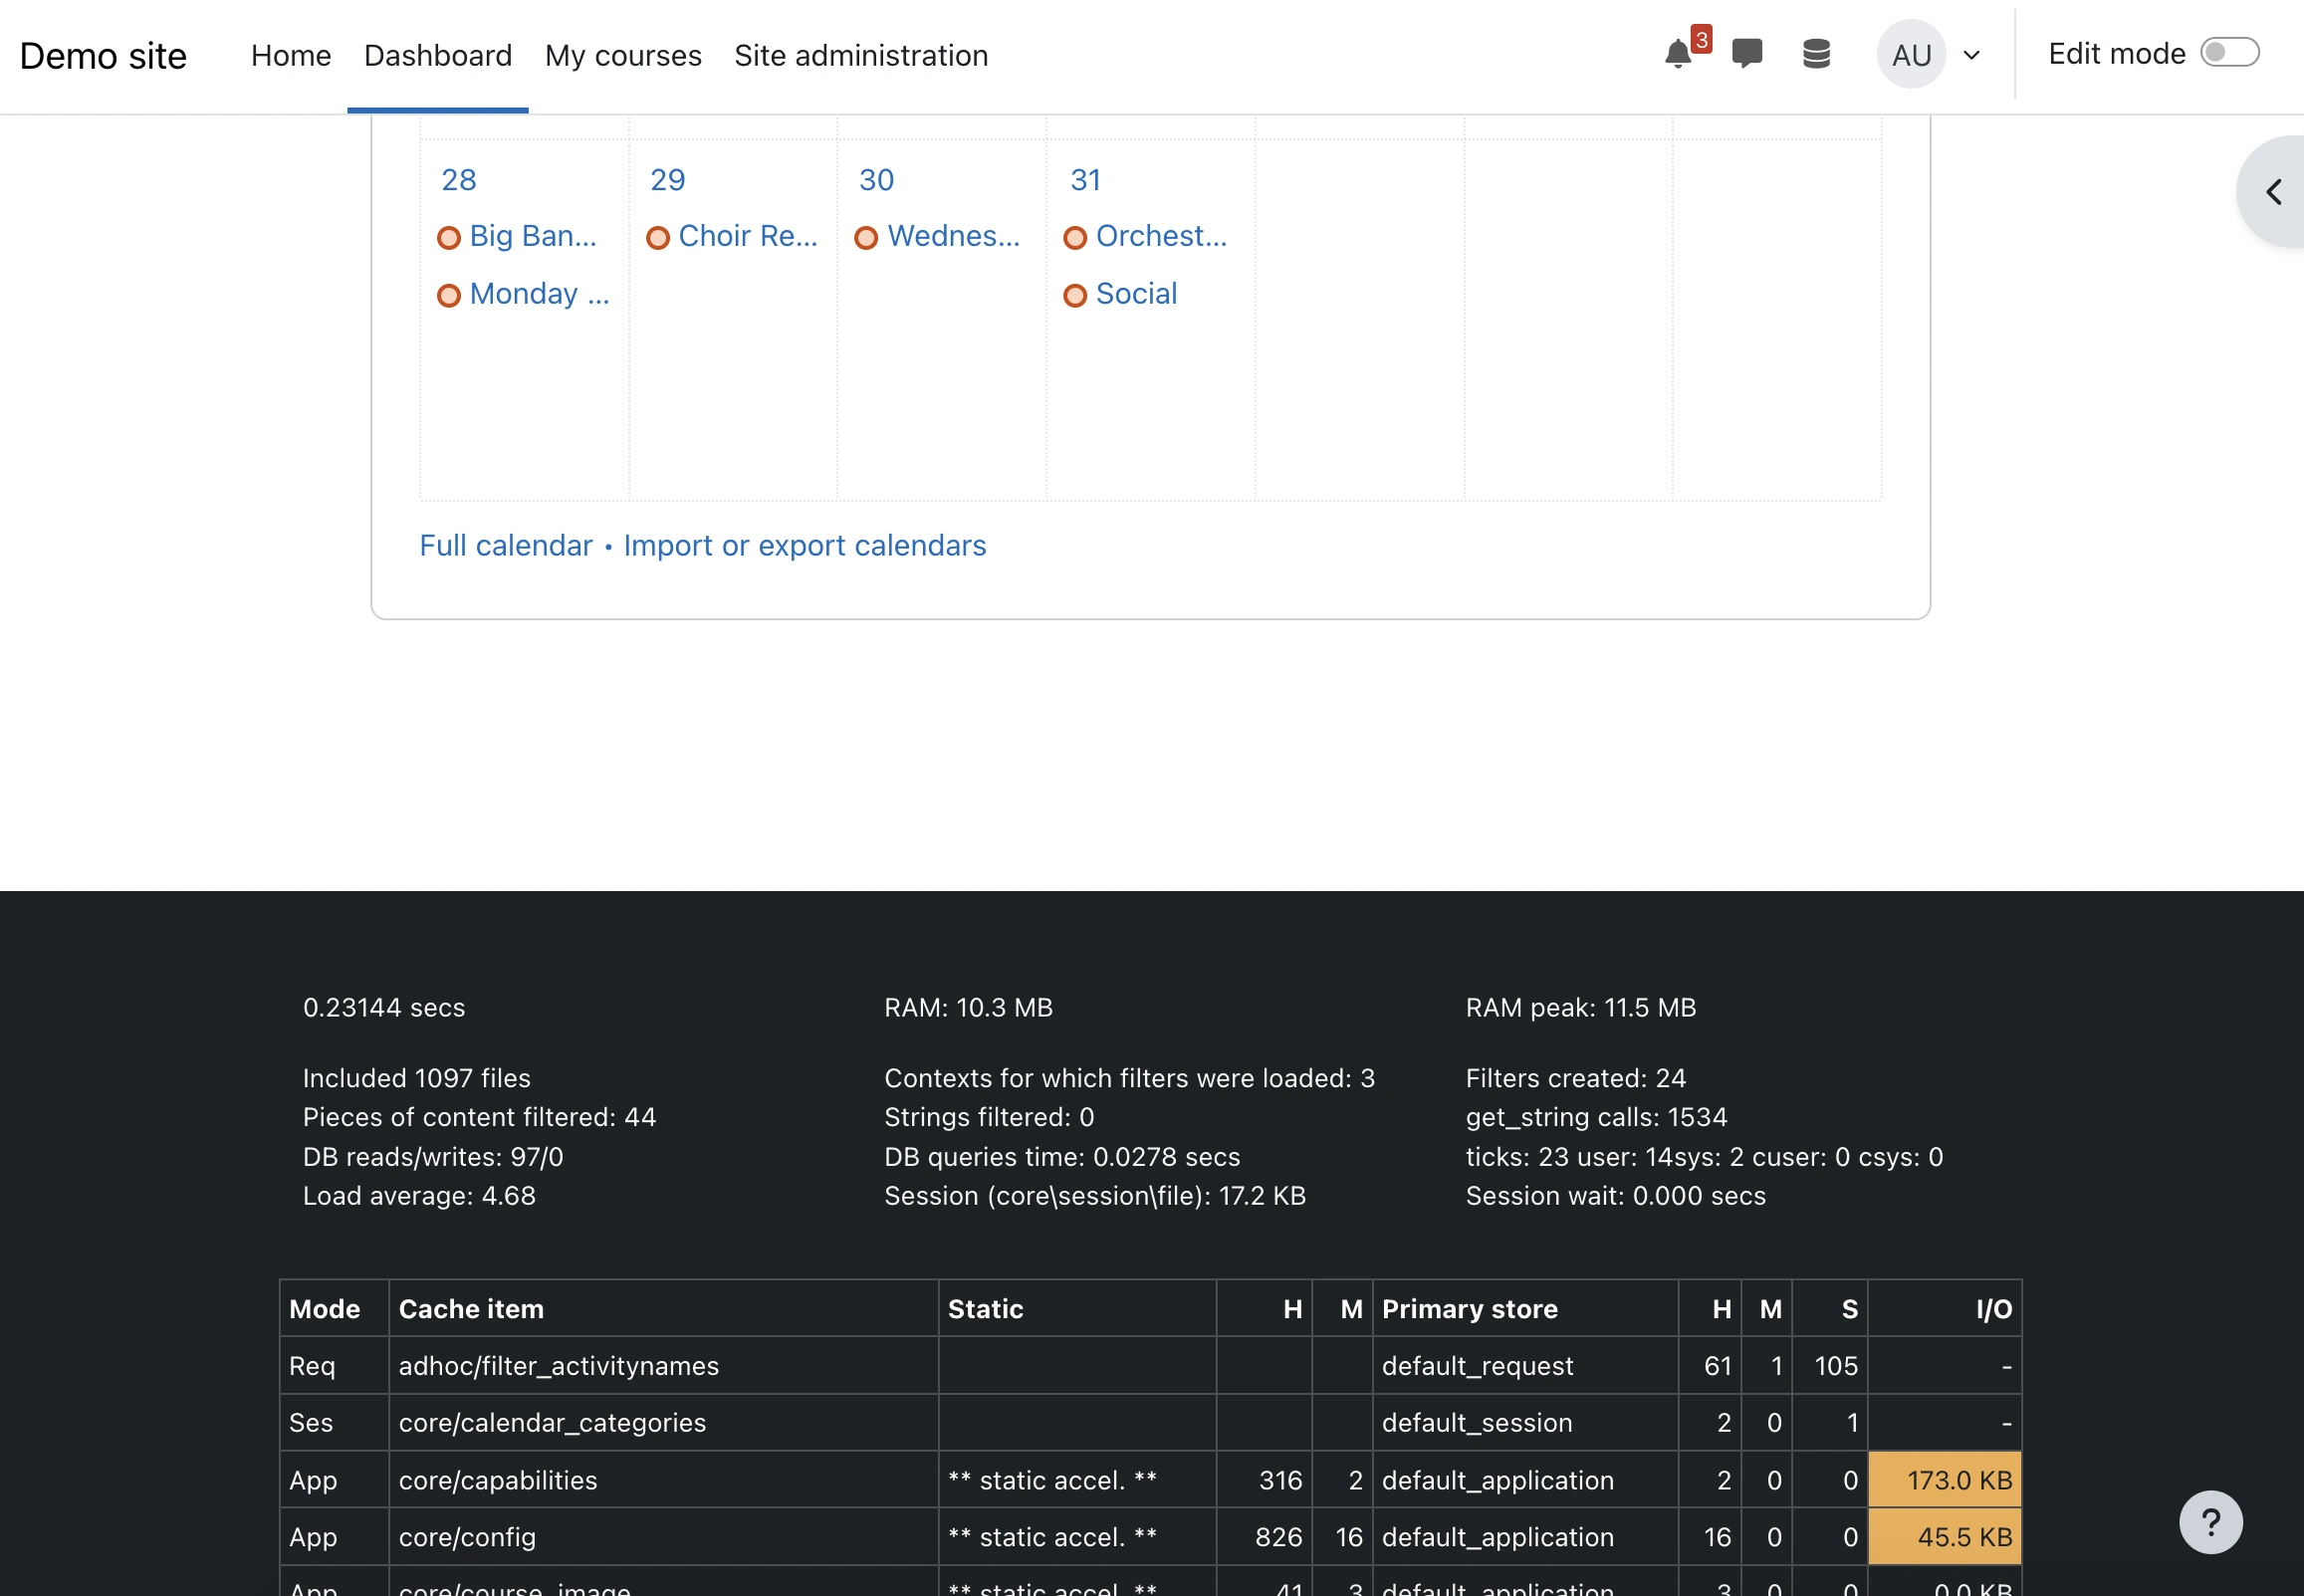 Demo site Home Dashboard My courses Site administration 3 AU Edit mode
28 29 30 31
Big Ban... Choir Re... Wednes... Orchest...
Monday ... Social
Full calendar • Import or export calendars
0.23144 secs RAM: 10.3 MB RAM peak: 11.5 MB
Included 1097 files Contexts for which filters were loaded: 3 Filters created: 24
Pieces of content filtered: 44 Strings filtered: 0 get_string calls: 1534
DB reads/writes: 97/0 DB queries time: 0.0278 secs ticks: 23 user: 14sys: 2 cuser: 0 csys: 0
Load average: 4.68 Session (core\session\file): 17.2 KB Session wait: 0.000 secs
Mode Cache item Static H M Primary store H M S I/O
Req adhoc/filter_activitynames default_request 61 1 105 -
Ses core/calendar_categories default_session 2 0 1 -
App core/capabilities ** static accel. ** 316 2 default_application 2 0 0 173.0 KB
App core/config ** static accel. ** 826 16 default_application 16 0 0 45.5 KB
App core/course_image ** static accel. ** 41 3 default_application 3 0 0 0.0 KB
?